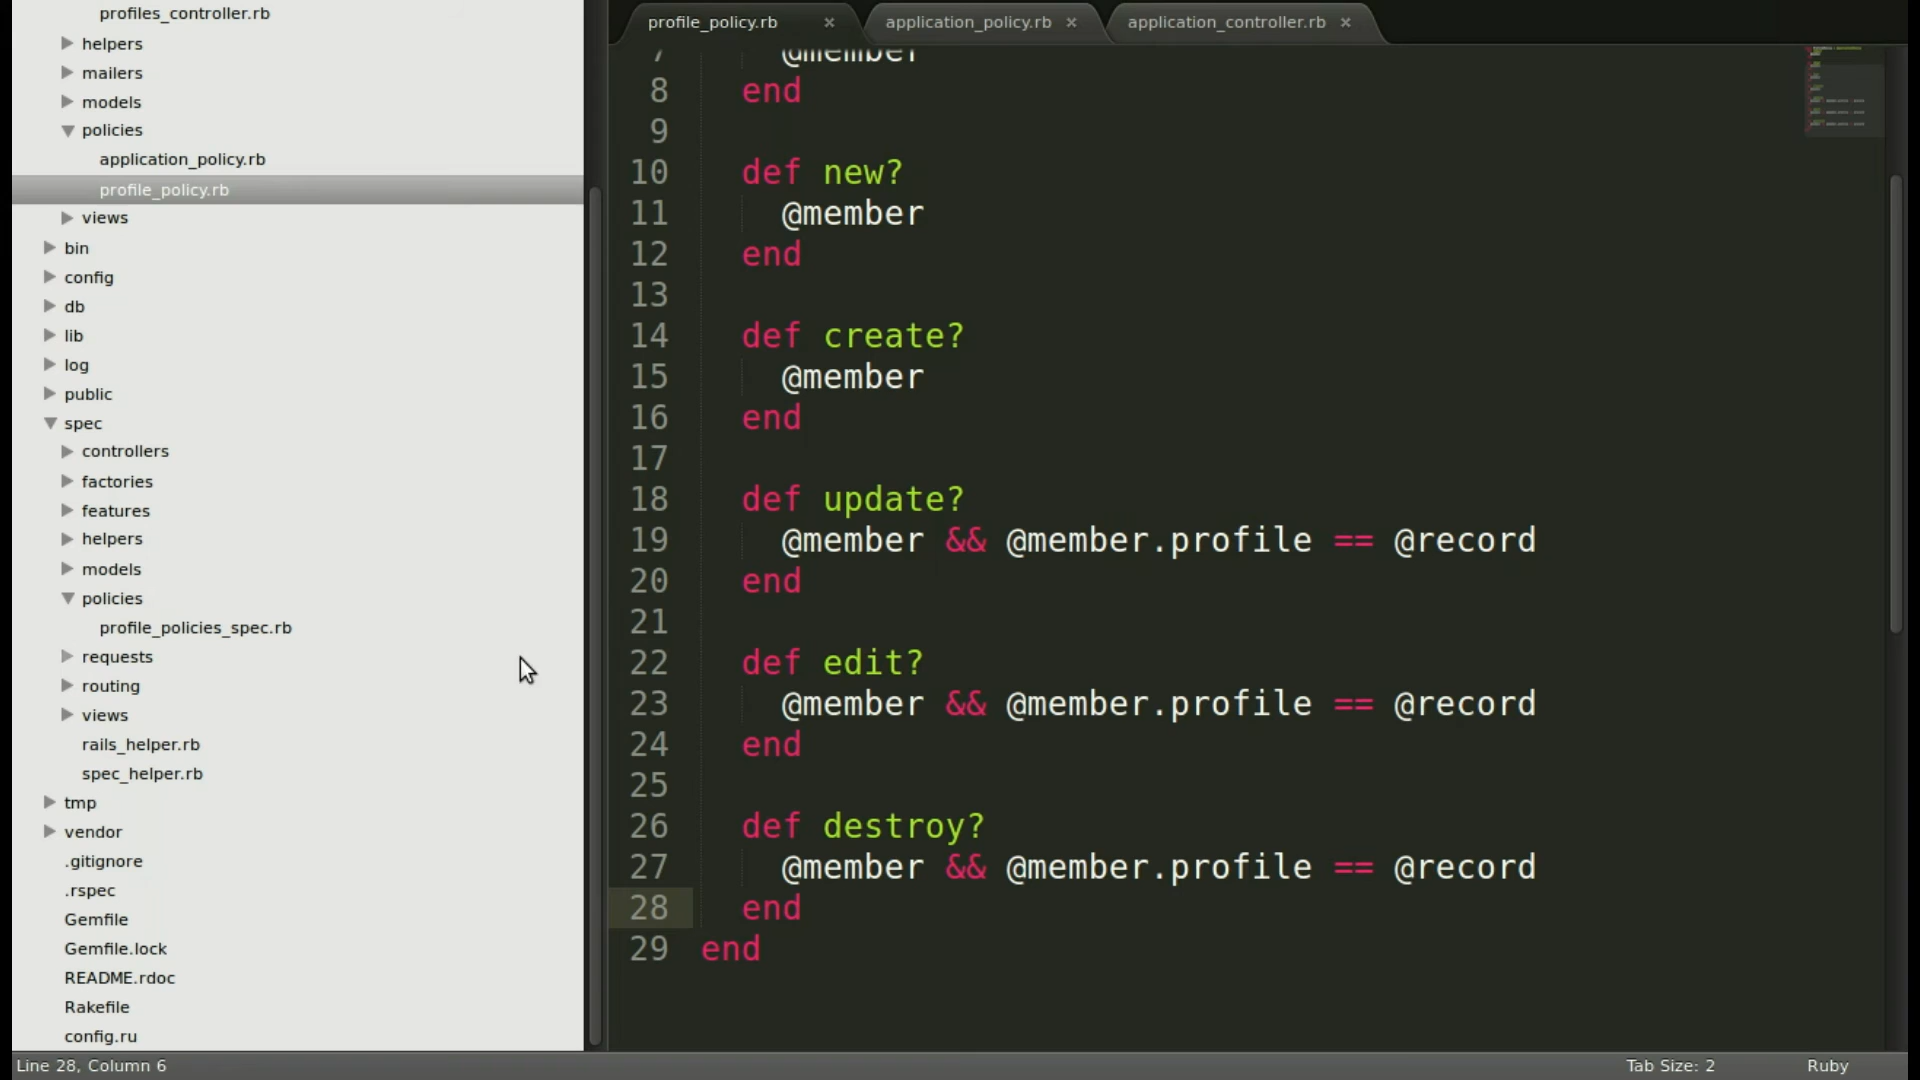 profiles_controller.rb
helpers
mailers
models
policies
application_policy.rb
profile_policy.rb
views
bin
config
db
lib
log
public
spec
controllers
factories
features
helpers
models
policies
profile_policies_spec.rb
requests
routing
views
rails_helper.rb
spec_helper.rb
tmp
vendor
.gitignore
.rspec
Gemfile
Gemfile.lock
README.rdoc
Rakefile
config.ru
profile_policy.rb × application_policy.rb × application_controller.rb ×
7 @member
8 end
9
10 def new?
11 @member
12 end
13
14 def create?
15 @member
16 end
17
18 def update?
19 @member && @member.profile == @record
20 end
21
22 def edit?
23 @member && @member.profile == @record
24 end
25
26 def destroy?
27 @member && @member.profile == @record
28 end
29 end
Line 28, Column 6 Tab Size: 2 Ruby